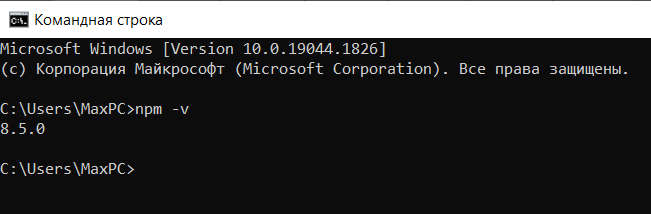 Командная строка
Microsoft Windows [Version 10.0.19044.1826]
(c) Корпорация Майкрософт (Microsoft Corporation). Все права защищены.
C:\Users\MaxPC>npm -v
8.5.0
C:\Users\MaxPC>